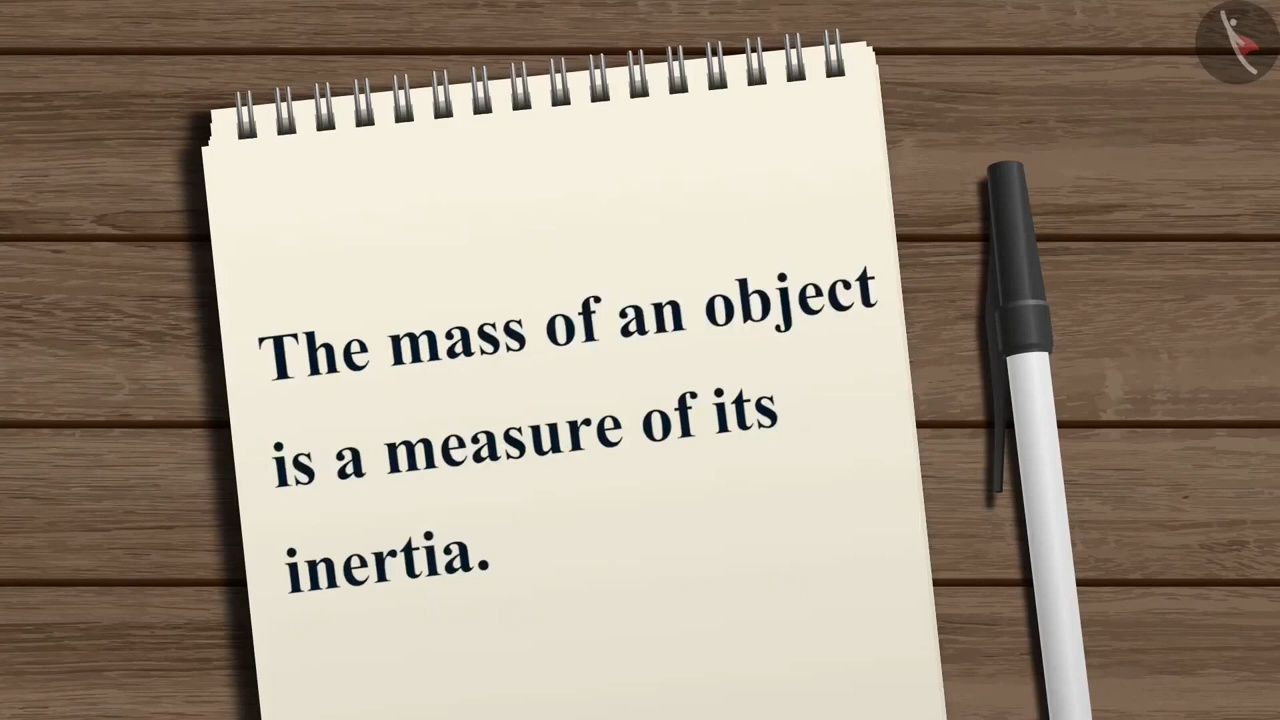 The mass of an object
is a measure of its
inertia.